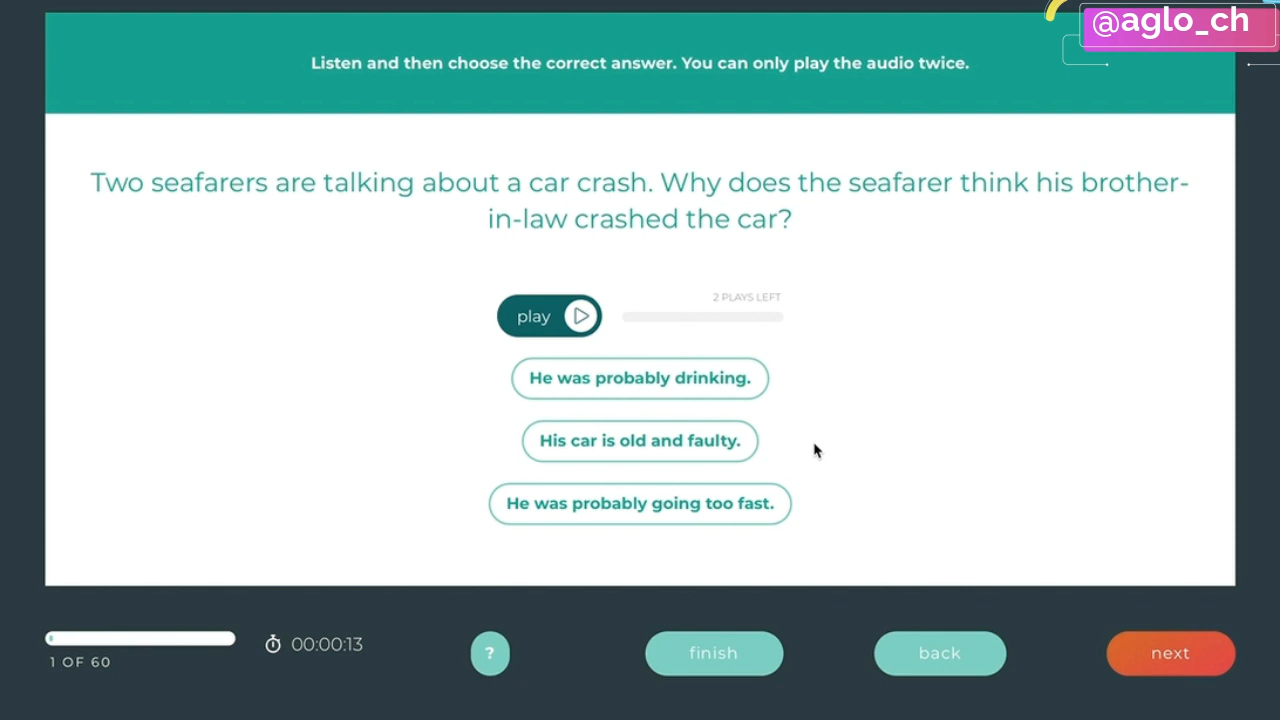 @aglo_ch
Listen and then choose the correct answer. You can only play the audio twice.
Two seafarers are talking about a car crash. Why does the seafarer think his brother-
in-law crashed the car?
2 PLAYS LEFT
play
He was probably drinking.
His car is old and faulty.
He was probably going too fast.
1 OF 60
00:00:13
?
finish
back
next